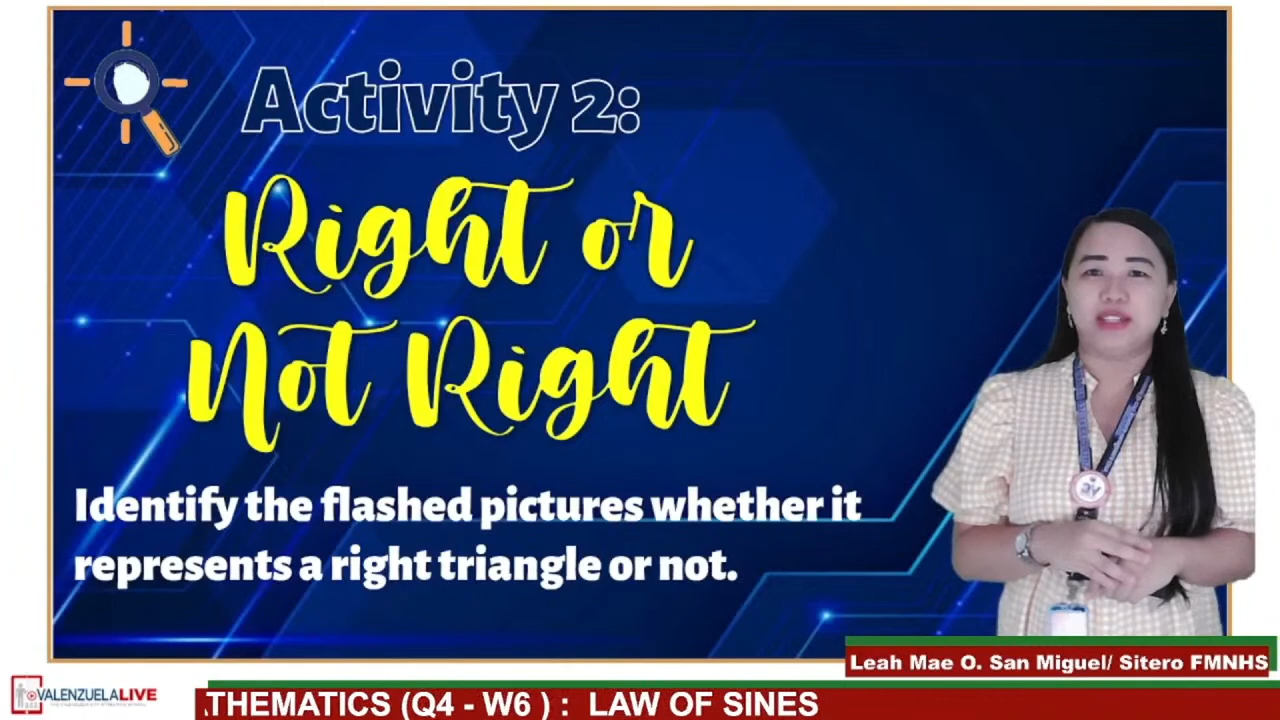 Activity 2:
Right or
Not Right
Identify the flashed pictures whether it
represents a right triangle or not.
Leah Mae O. San Miguel/ Sitero FMNHS
VALENZUELALIVE
THEMATICS (Q4 - W6 ) : LAW OF SINES